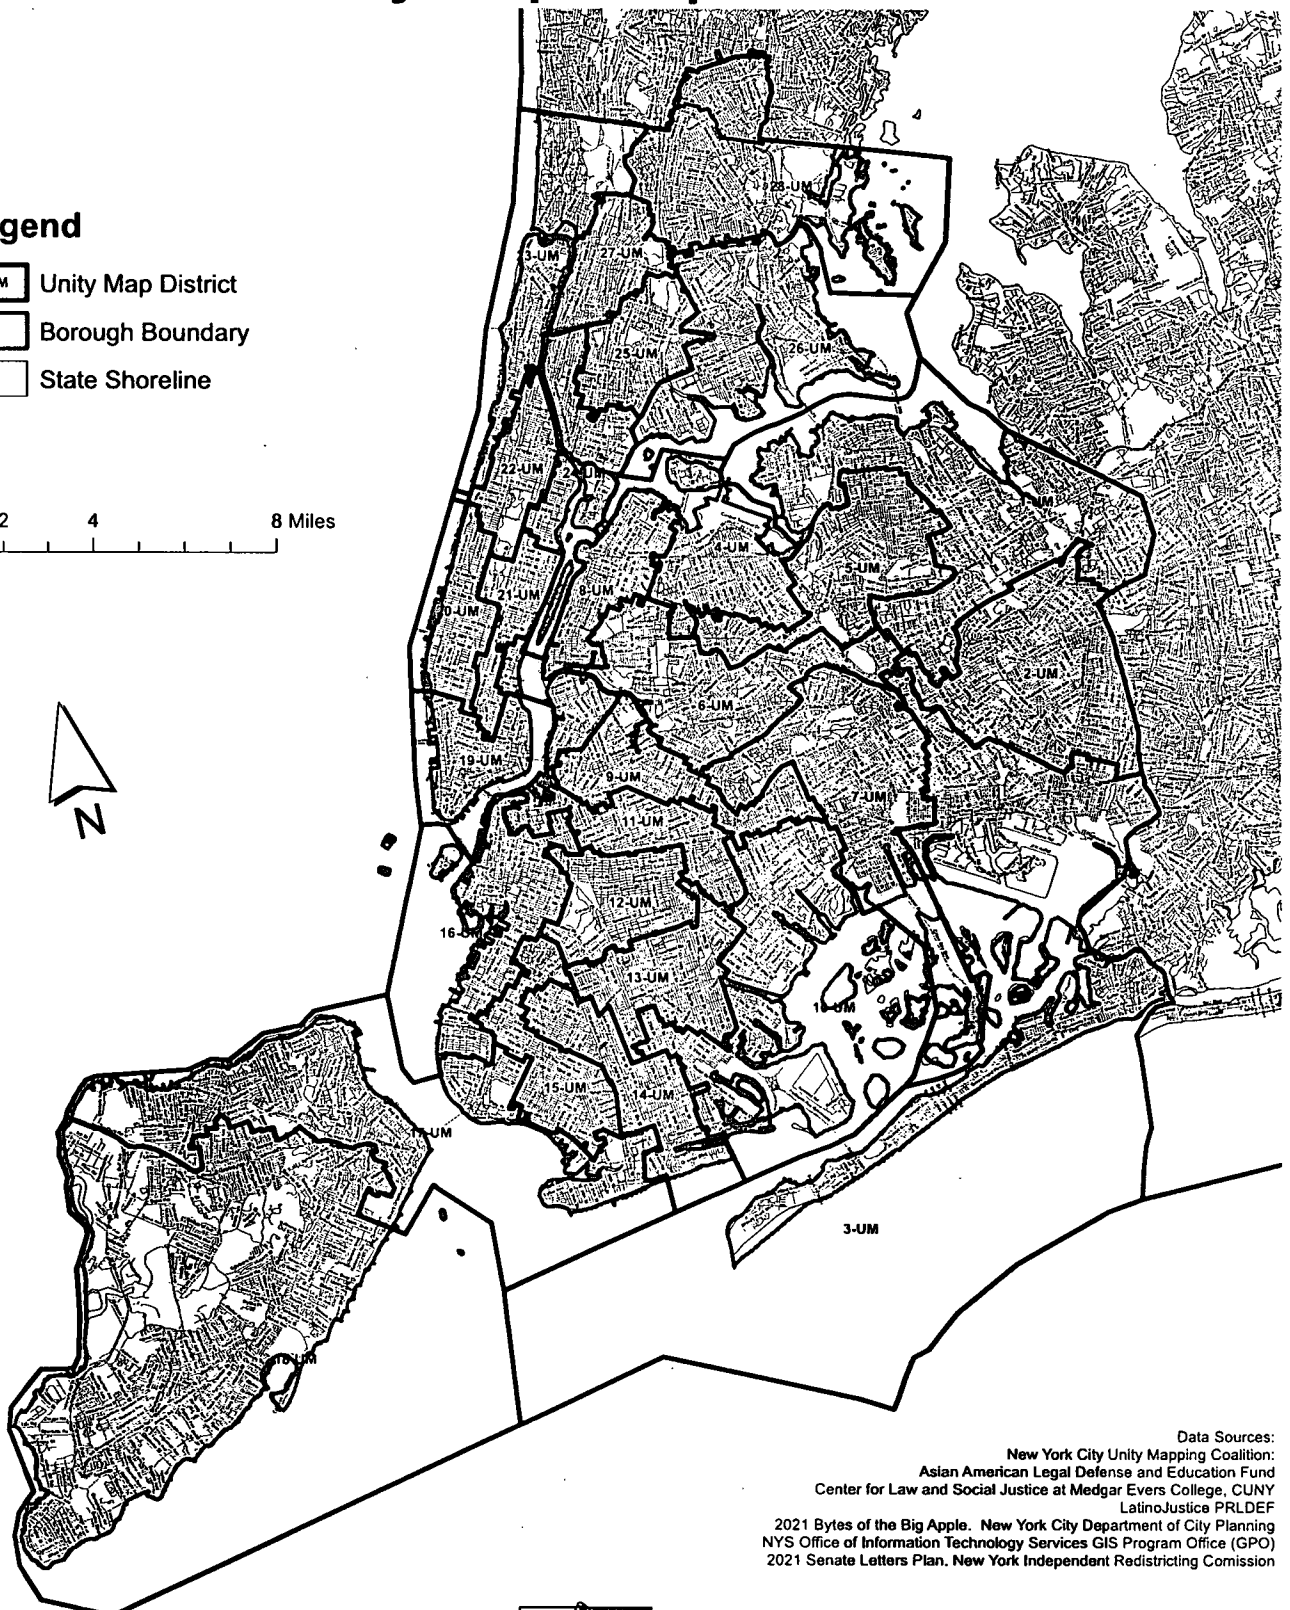 gend
M
Unity Map District
Borough Boundary
State Shoreline
2 4 8 Miles
N
28-UM
3-UM
27-UM
25-UM
26-UM
22-UM
4-UM
5-UM
8-UM
21-UM
0-UM
2-UM
6-UM
19-UM
9-UM
7-UM
11-UM
12-UM
16-UM
13-UM
15-UM
14-UM
17-UM
3-UM
Data Sources:
New York City Unity Mapping Coalition:
Asian American Legal Defense and Education Fund
Center for Law and Social Justice at Medgar Evers College, CUNY
LatinoJustice PRLDEF
2021 Bytes of the Big Apple. New York City Department of City Planning
NYS Office of Information Technology Services GIS Program Office (GPO)
2021 Senate Letters Plan. New York Independent Redistricting Comission